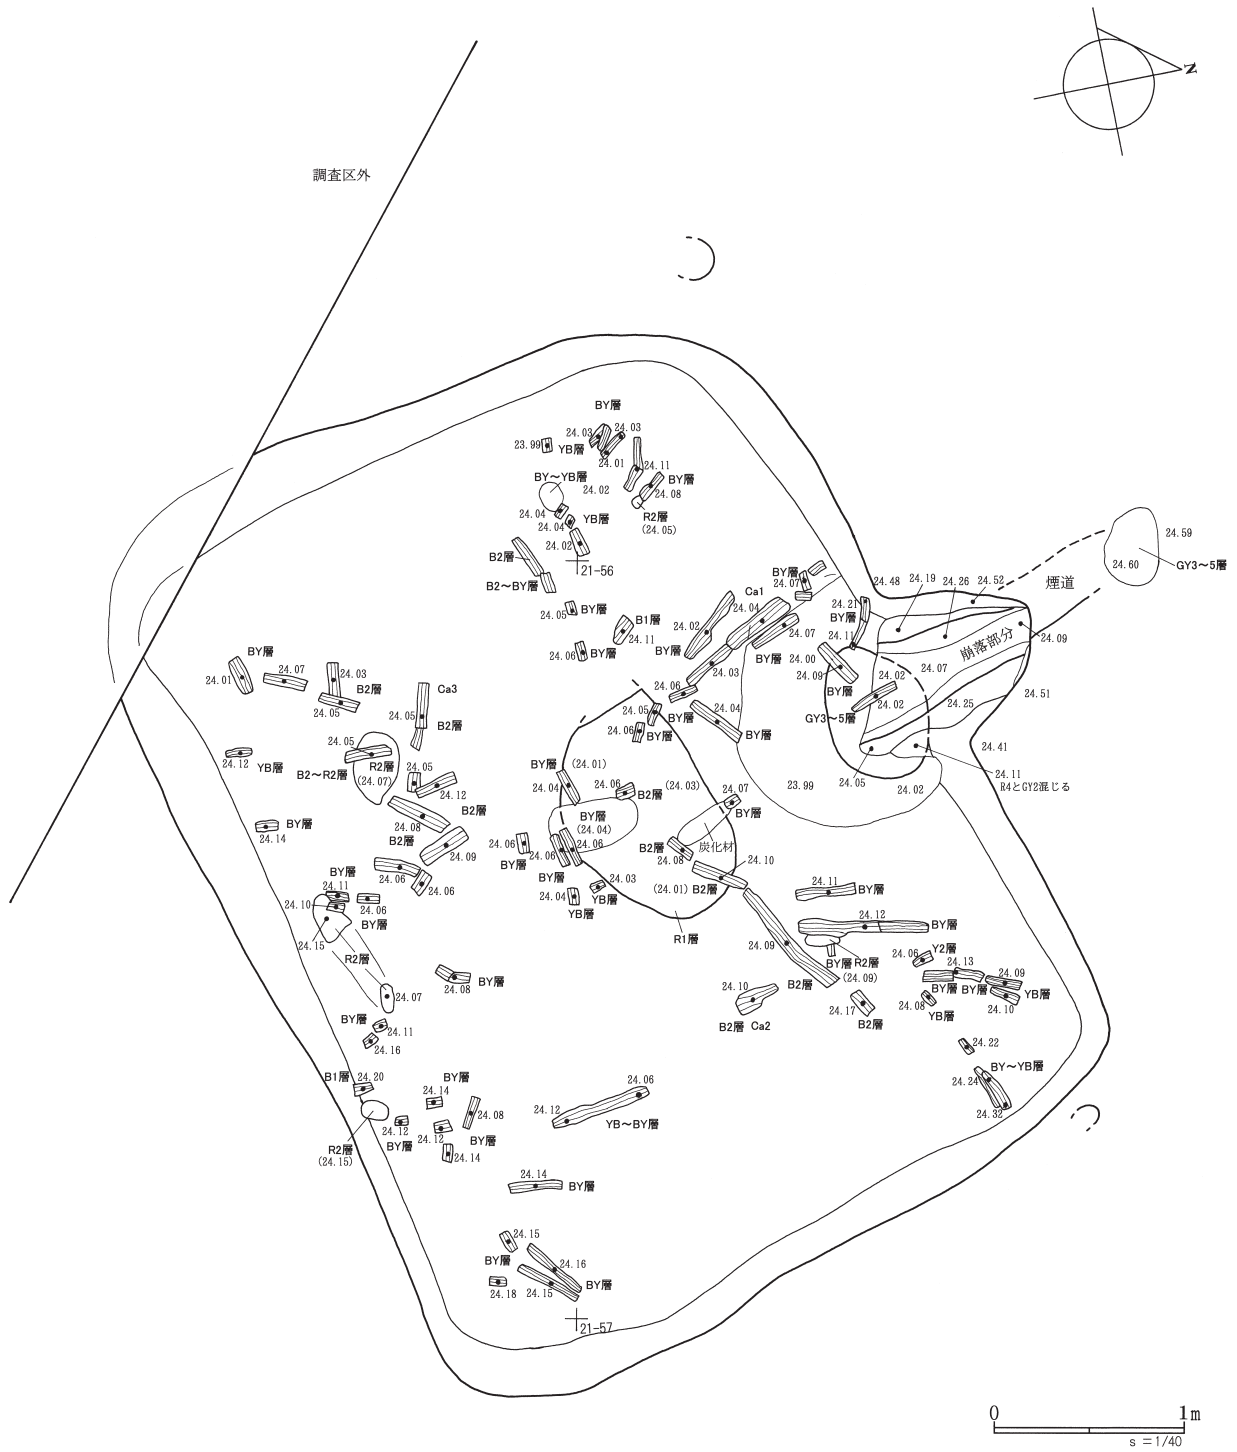 N
調査区外
BY層
24.03
24.03
23.99
YB層
24.01
24.11
BY～YB層
24.02
BY層
24.08
24.04
R2層
(24.05)
24.04
YB層
24.02
B2層
21-56
B2～BY層
24.05
BY層
B1層
24.11
24.06
BY層
24.59
24.60
GY3～5層
煙道
BY層
24.07
24.48
24.19
24.26
24.52
Ca1
24.04
24.21
BY層
24.02
24.07
24.11
崩落部分
24.09
BY層
BY層
24.00
24.09
24.07
24.03
BY層
24.02
24.02
24.51
24.06
24.25
GY3～5層
24.05
BY層
24.04
24.06
BY層
BY層
24.41
24.05
24.11
R4とGY2混じる
23.99
24.02
BY層
24.01
24.07
24.03
B2層
24.05
Ca3
24.05
B2層
24.12
YB層
24.05
R2層
(24.07)
B2～R2層
24.05
24.12
B2層
24.08
B2層
24.09
BY層
24.14
BY層
(24.01)
24.04
24.06
B2層
(24.03)
24.07
BY層
BY層
(24.04)
24.06
炭化材
24.06
BY層
24.06
BY層
B2層
24.08
24.10
24.04
YB層
24.03
YB層
(24.01)
B2層
R1層
24.06
24.06
BY層
24.11
24.10
24.06
BY層
24.15
R2層
24.08
BY層
24.07
BY層
24.11
24.16
24.11
BY層
24.12
BY層
24.09
BY層
R2層
(24.09)
B2層
24.06
Y2層
24.13
24.09
BY層
BY層
YB層
24.10
24.08
YB層
24.10
B2層
Ca2
24.17
B2層
24.22
BY～YB層
24.24
24.32
B1層
24.20
R2層
(24.15)
24.12
BY層
24.14
BY層
24.08
24.12
BY層
24.14
24.06
24.12
YB～BY層
24.14
BY層
24.15
BY層
24.16
24.18
24.15
BY層
21-57
0
1m
s =1/40